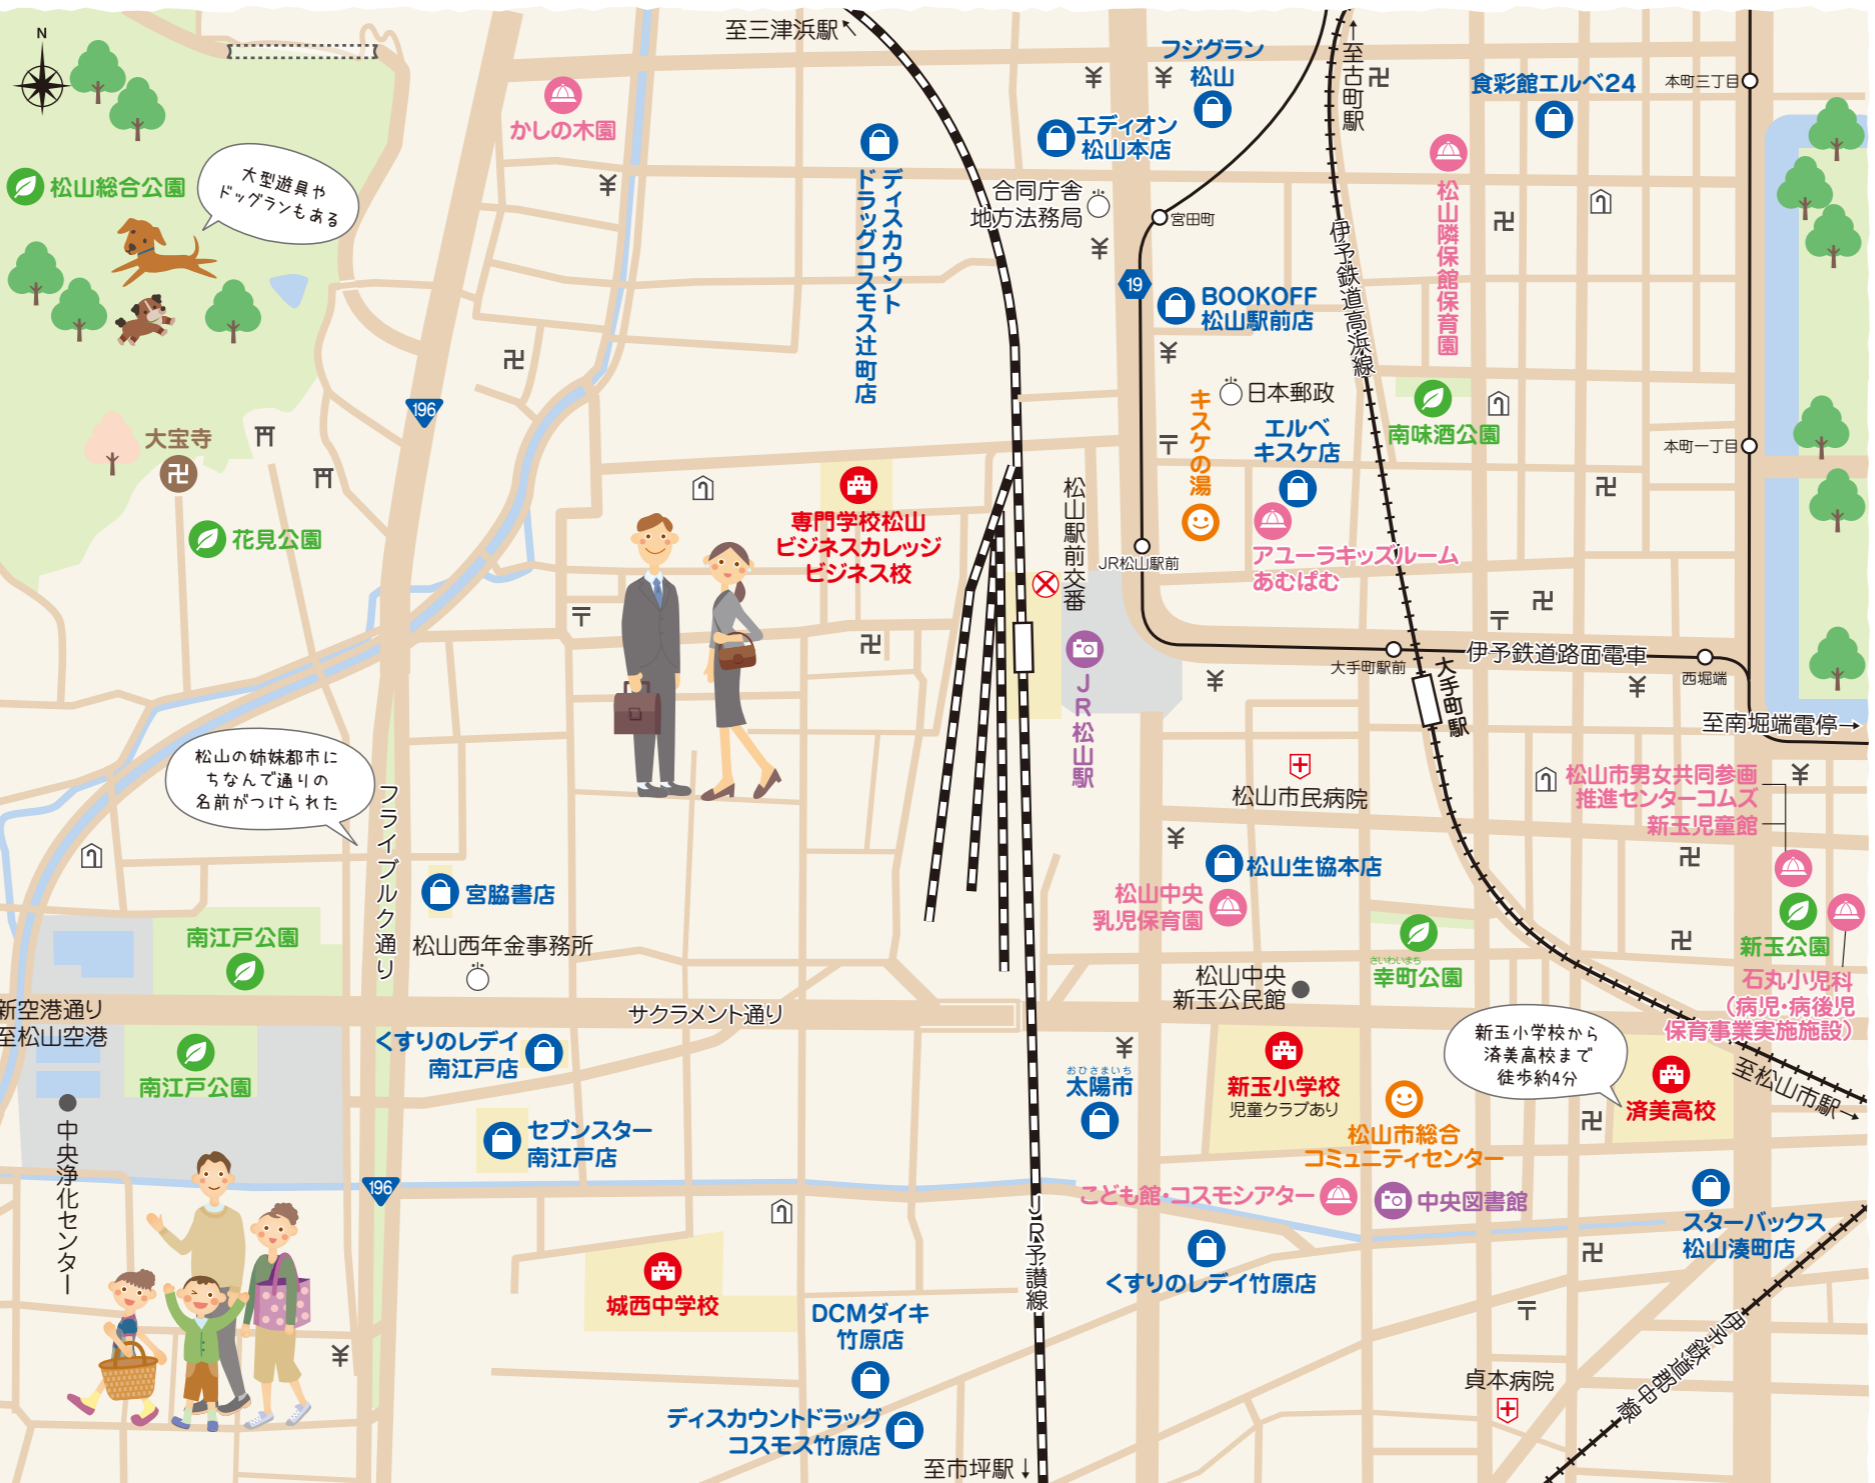 N
至三津浜駅↖
フジグラン
松山
↑至古町駅
食彩館エルベ24
本町三丁目
かしの木園
エディオン
松山本店
松山総合公園
大型遊具や
ドッグランもある
ディスカウント
ドラッグコスモス辻町店
合同庁舎
地方法務局
宮田町
松山隣保館保育園
伊予鉄道高浜線
19
BOOKOFF
松山駅前店
196
日本郵政
キスケの湯
エルベ
キスケ店
南味酒公園
本町一丁目
大宝寺
花見公園
専門学校松山
ビジネスカレッジ
ビジネス校
松山駅前交番
JR松山駅前
アユーラキッズルーム
あむぱむ
JR松山駅
大手町駅前
伊予鉄道路面電車
西堀端
大手町駅
至南堀端電停→
松山の姉妹都市に
ちなんで通りの
名前がつけられた
フライブルク通り
松山市民病院
松山市男女共同参画
推進センターコムズ
新玉児童館
宮脇書店
松山生協本店
松山中央
乳児保育園
南江戸公園
松山西年金事務所
幸町公園
さいわいまち
新玉公園
石丸小児科
(病児・病後児
保育事業実施施設)
松山中央
新玉公民館
新空港通り
至松山空港
サクラメント通り
くすりのレデイ
南江戸店
南江戸公園
おひさまいち
太陽市
新玉小学校
児童クラブあり
新玉小学校から
済美高校まで
徒歩約4分
済美高校
至松山市駅→
中央浄化センター
セブンスター
南江戸店
松山市総合
コミュニティセンター
196
こども館・コスモシアター
中央図書館
スターバックス
松山湊町店
くすりのレデイ竹原店
JR予讃線
城西中学校
DCMダイキ
竹原店
伊予鉄道郡中線
貞本病院
ディスカウントドラッグ
コスモス竹原店
至市坪駅↓